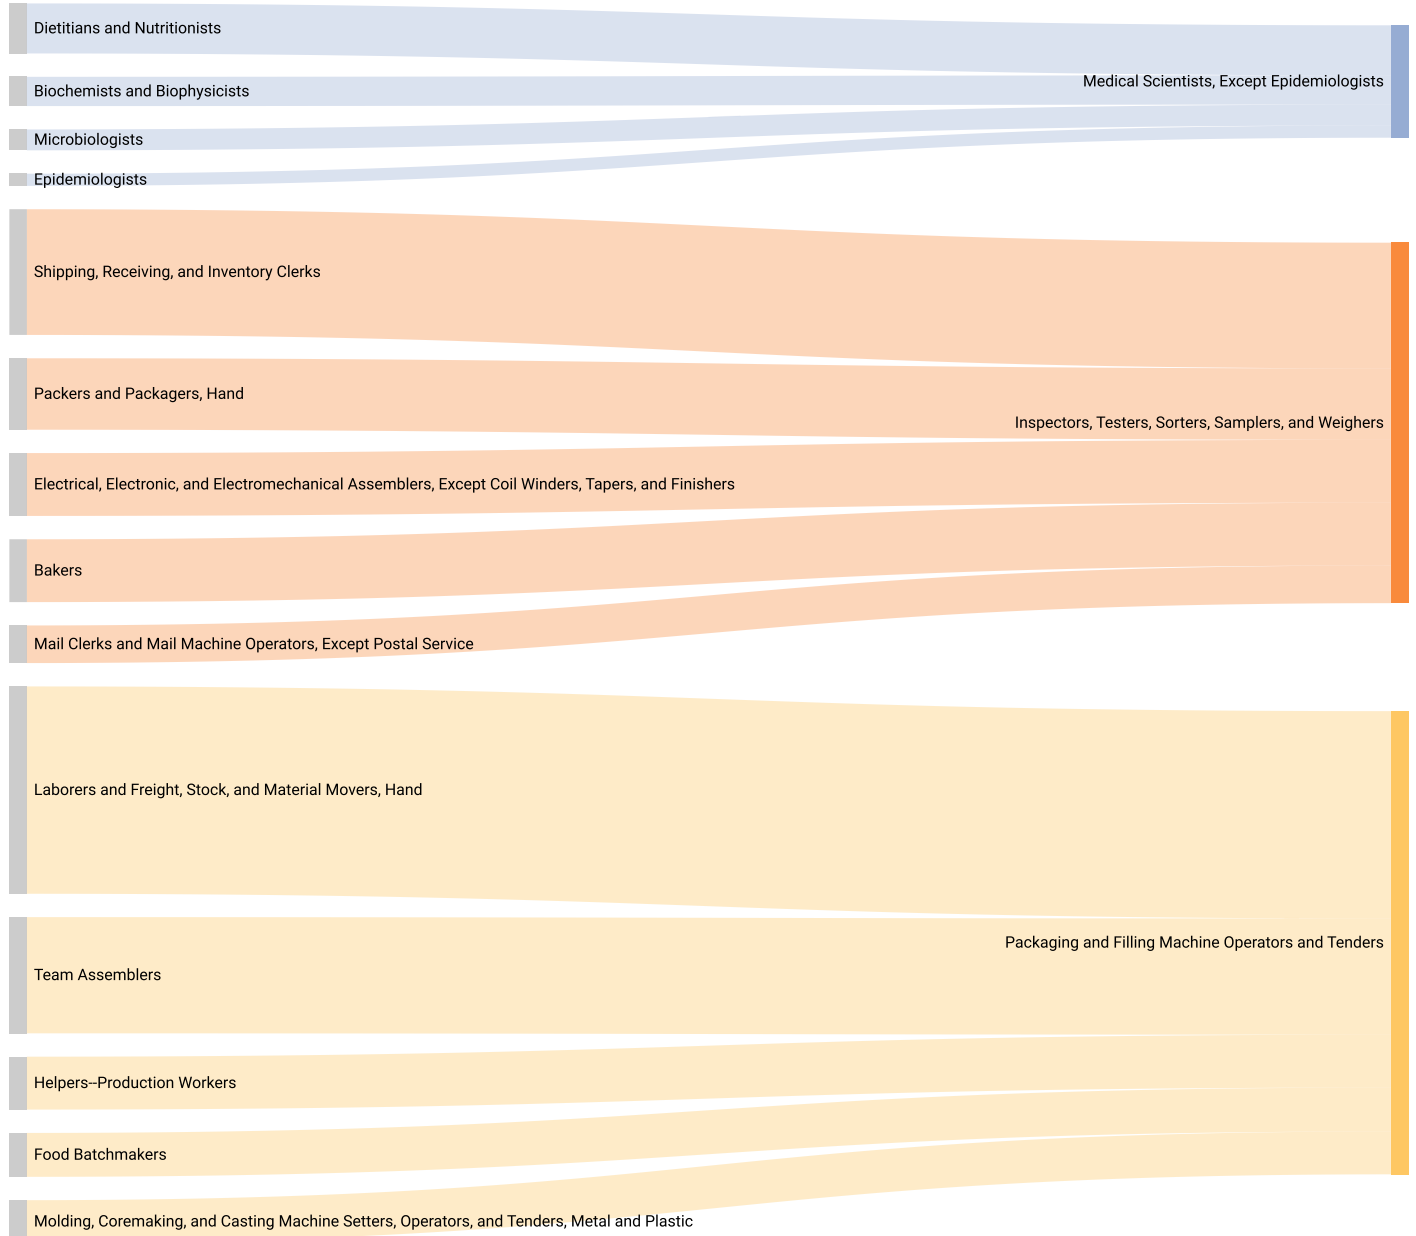 Dietitians and Nutritionists
Medical Scientists, Except Epidemiologists
Biochemists and Biophysicists
Microbiologists
Epidemiologists
Shipping, Receiving, and Inventory Clerks
Packers and Packagers, Hand
Inspectors, Testers, Sorters, Samplers, and Weighers
Electrical, Electronic, and Electromechanical Assemblers, Except Coil Winders, Tapers, and Finishers
Bakers
Mail Clerks and Mail Machine Operators, Except Postal Service
Laborers and Freight, Stock, and Material Movers, Hand
Packaging and Filling Machine Operators and Tenders
Team Assemblers
Helpers--Production Workers
Food Batchmakers
Molding, Coremaking, and Casting Machine Setters, Operators, and Tenders, Metal and Plastic